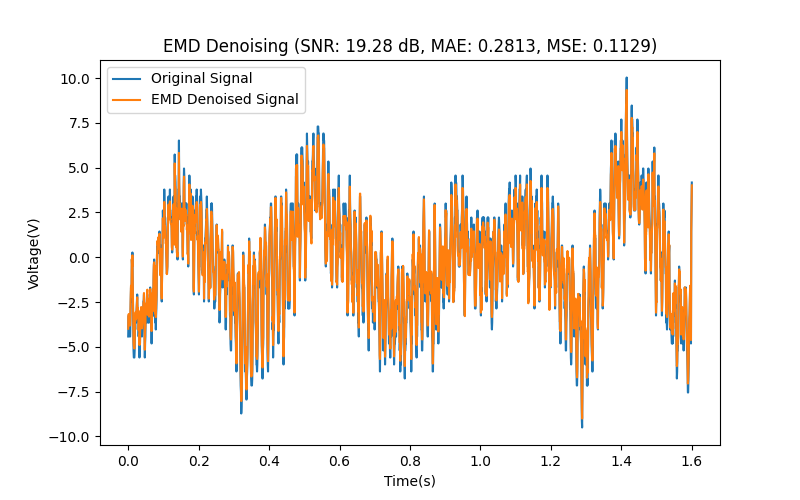 EMD Denoising (SNR: 19.28 dB, MAE: 0.2813, MSE: 0.1129)
Original Signal
EMD Denoised Signal
10.0
7.5
5.0
2.5
0.0
−2.5
−5.0
−7.5
−10.0
Voltage(V)
0.0 0.2 0.4 0.6 0.8 1.0 1.2 1.4 1.6
Time(s)